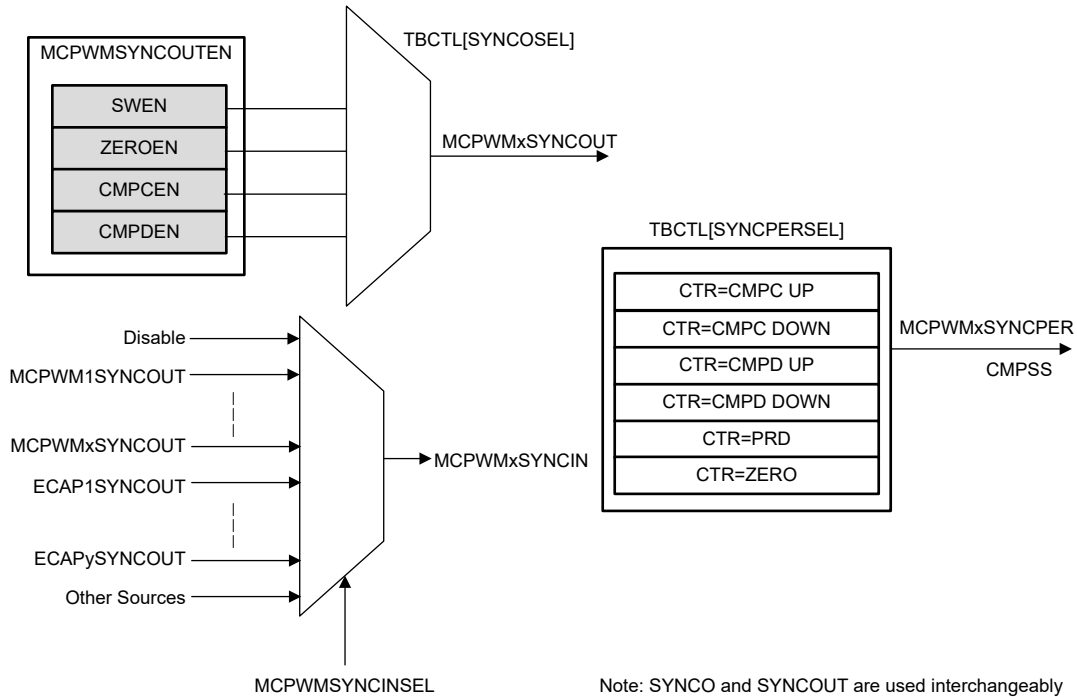 MCPWMSYNCOUTEN
SWEN
ZEROEN
CMPCEN
CMPDEN
TBCTL[SYNCOSEL]
MCPWMxSYNCOUT
TBCTL[SYNCPERSEL]
CTR=CMPC UP
CTR=CMPC DOWN
CTR=CMPD UP
CTR=CMPD DOWN
CTR=PRD
CTR=ZERO
MCPWMxSYNCPER
CMPSS
Disable
MCPWM1SYNCOUT
MCPWMxSYNCOUT
ECAP1SYNCOUT
ECAPySYNCOUT
Other Sources
MCPWMxSYNCIN
MCPWMSYNCINSEL
Note: SYNCO and SYNCOUT are used interchangeably